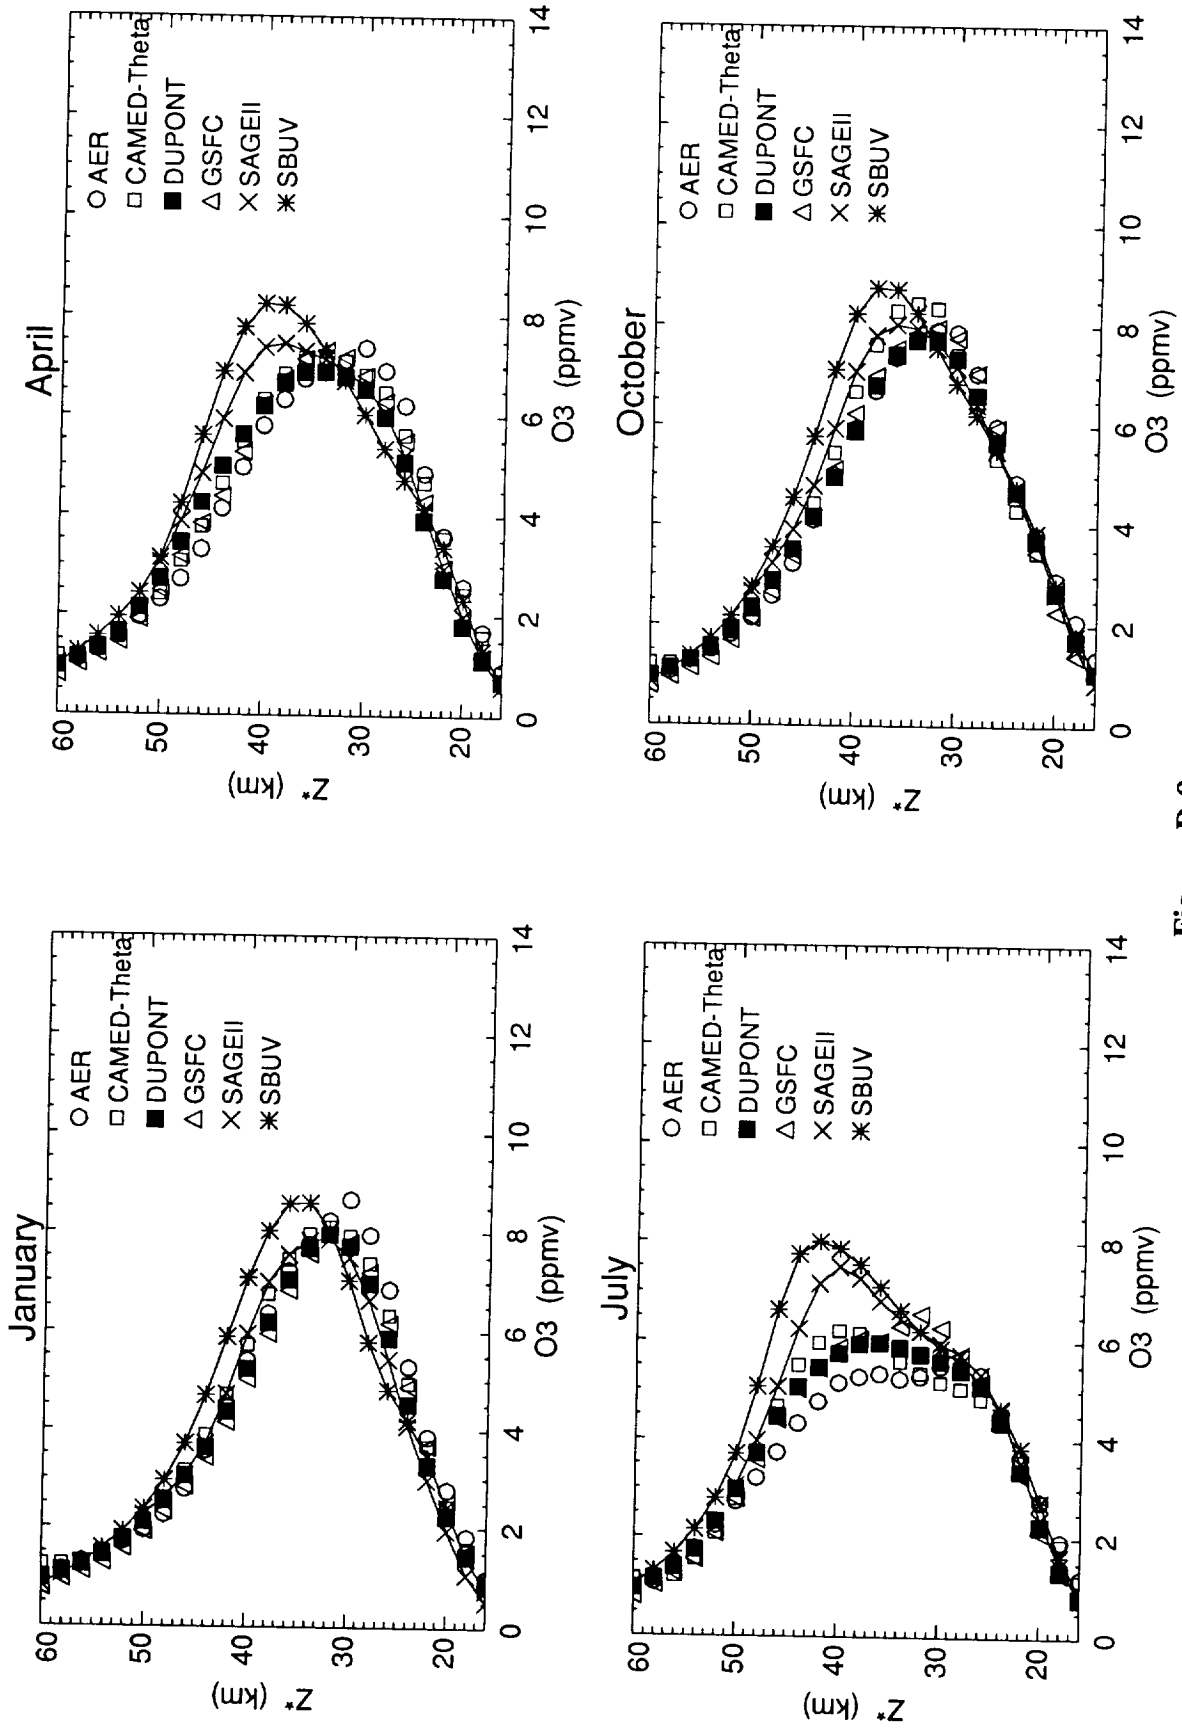 January
60
50
40
30
20
Z* (km)
0
2
4
6
8
10
12
14
O3 (ppmv)
AER
CAMED-Theta
DUPONT
GSFC
SAGEII
SBUV
April
60
50
40
30
20
Z* (km)
0
2
4
6
8
10
12
14
O3 (ppmv)
AER
CAMED-Theta
DUPONT
GSFC
SAGEII
SBUV
July
60
50
40
30
20
Z* (km)
0
2
4
6
8
10
12
14
O3 (ppmv)
AER
CAMED-Theta
DUPONT
GSFC
SAGEII
SBUV
October
60
50
40
30
20
Z* (km)
0
2
4
6
8
10
12
14
O3 (ppmv)
AER
CAMED-Theta
DUPONT
GSFC
SAGEII
SBUV